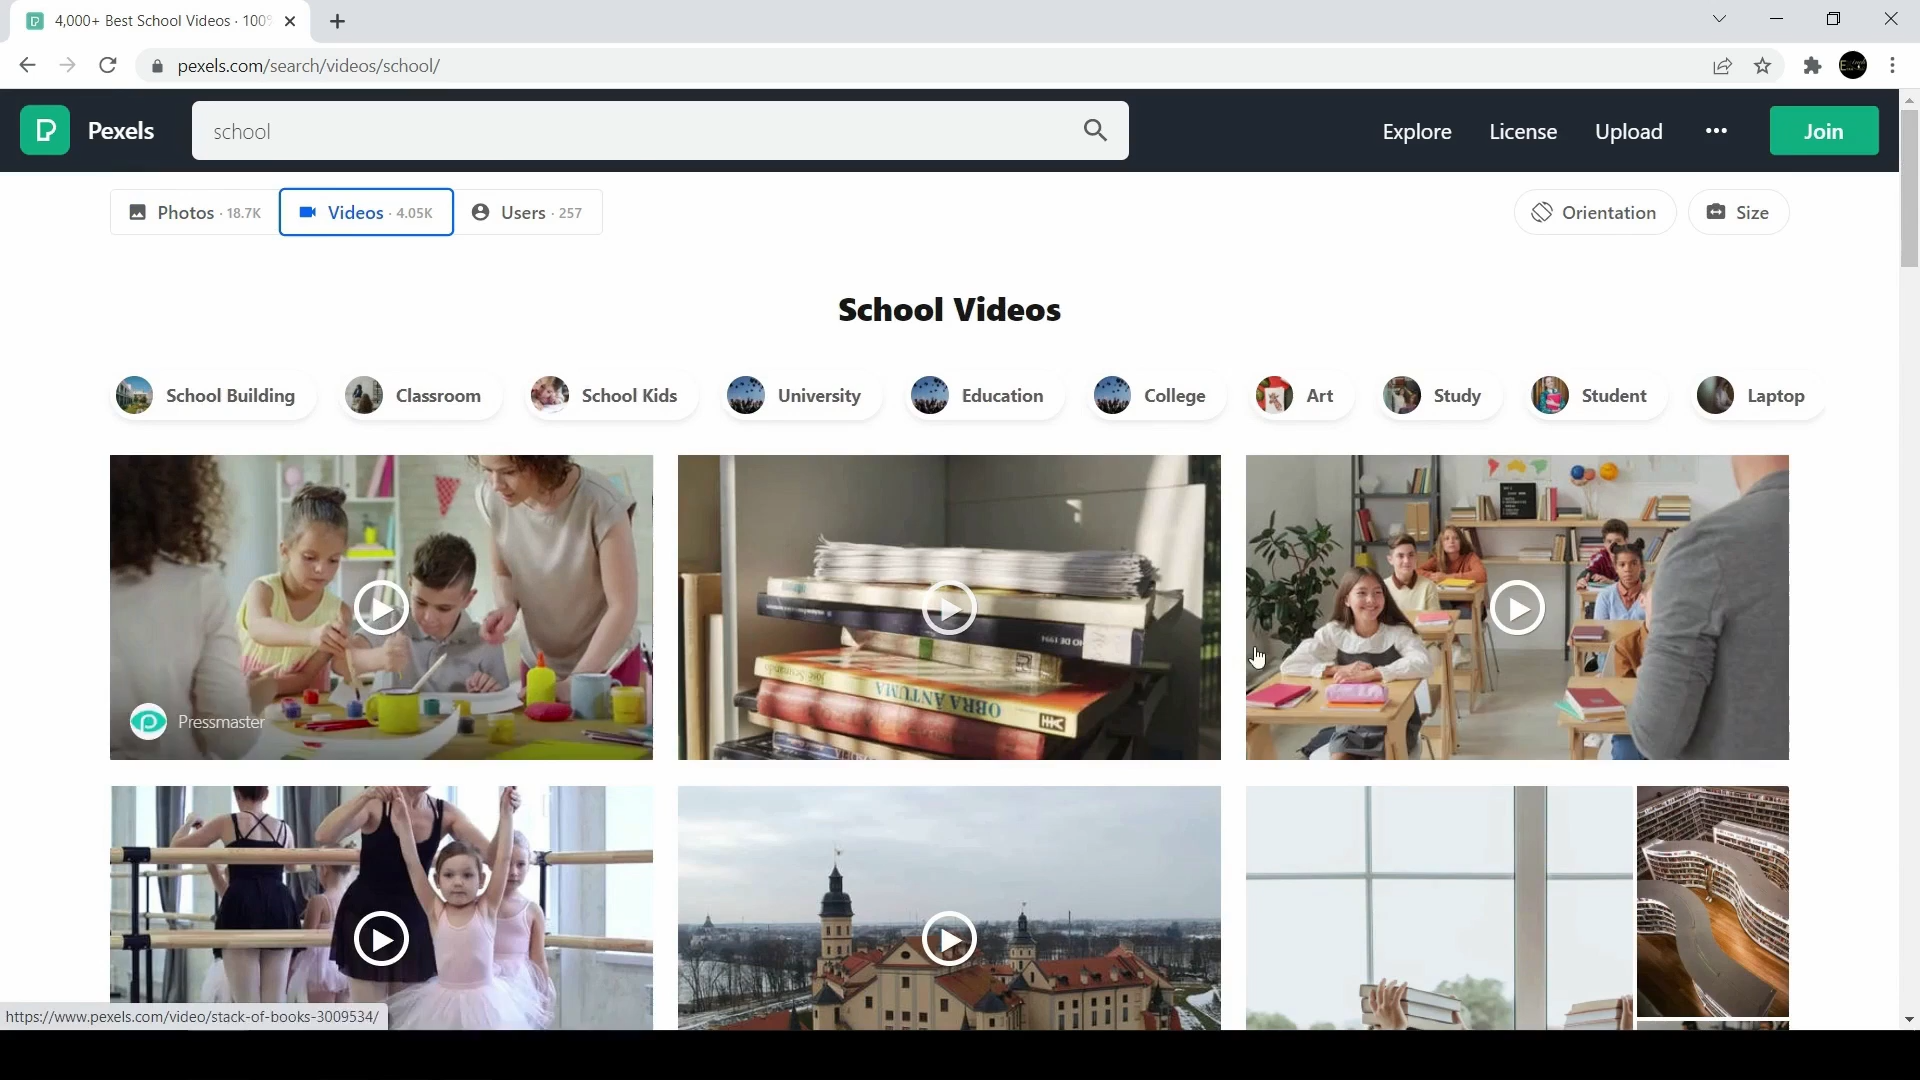 4,000+ Best School Videos · 100%
pexels.com/search/videos/school/
Pexels
school
Explore
License
Upload
Join
Photos · 18.7K
Videos · 4.05K
Users · 257
Orientation
Size
School Videos
School Building
Classroom
School Kids
University
Education
College
Art
Study
Student
Laptop
OBRA ÀNTUMA
Pressmaster
https://www.pexels.com/video/stack-of-books-3009534/